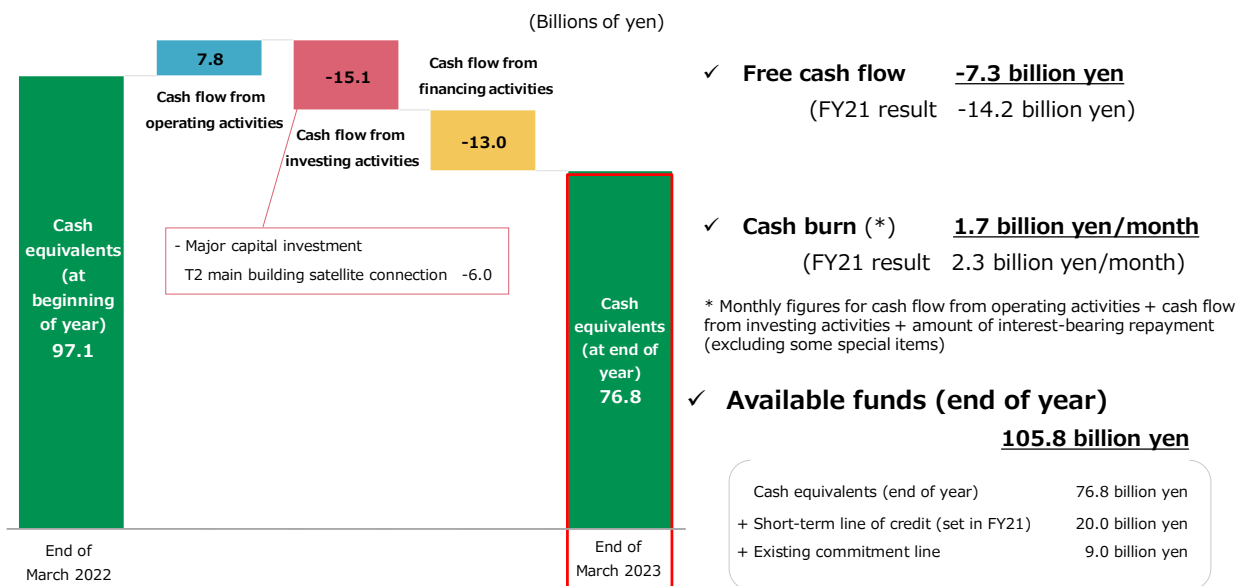 (Billions of yen)
7.8
Cash flow from
operating activities
-15.1
Cash flow from
investing activities
Cash flow from
financing activities
-13.0
Cash
equivalents
(at
beginning
of year)
97.1
- Major capital investment
T2 main building satellite connection -6.0
Cash
equivalents
(at end of
year)
76.8
End of
March 2022
End of
March 2023
✓ Free cash flow -7.3 billion yen
(FY21 result -14.2 billion yen)
✓ Cash burn (*) 1.7 billion yen/month
(FY21 result 2.3 billion yen/month)
* Monthly figures for cash flow from operating activities + cash flow
from investing activities + amount of interest-bearing repayment
(excluding some special items)
✓ Available funds (end of year)
105.8 billion yen
Cash equivalents (end of year) 76.8 billion yen
+ Short-term line of credit (set in FY21) 20.0 billion yen
+ Existing commitment line 9.0 billion yen